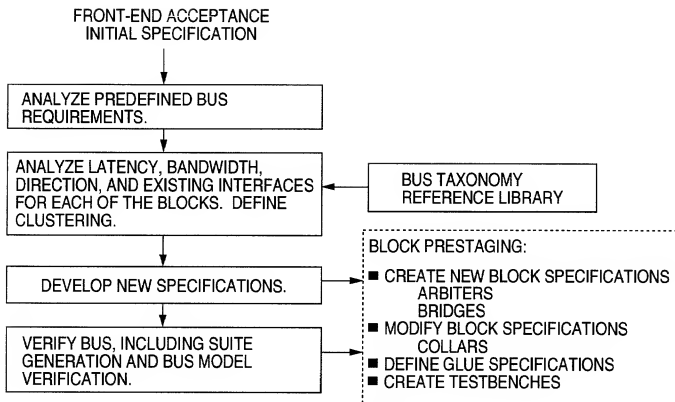 FRONT-END ACCEPTANCE
INITIAL SPECIFICATION
ANALYZE PREDEFINED BUS
REQUIREMENTS.
ANALYZE LATENCY, BANDWIDTH,
DIRECTION, AND EXISTING INTERFACES
FOR EACH OF THE BLOCKS. DEFINE
CLUSTERING.
BUS TAXONOMY
REFERENCE LIBRARY
DEVELOP NEW SPECIFICATIONS.
VERIFY BUS, INCLUDING SUITE
GENERATION AND BUS MODEL
VERIFICATION.
BLOCK PRESTAGING:
■ CREATE NEW BLOCK SPECIFICATIONS
ARBITERS
BRIDGES
■ MODIFY BLOCK SPECIFICATIONS
COLLARS
■ DEFINE GLUE SPECIFICATIONS
■ CREATE TESTBENCHES